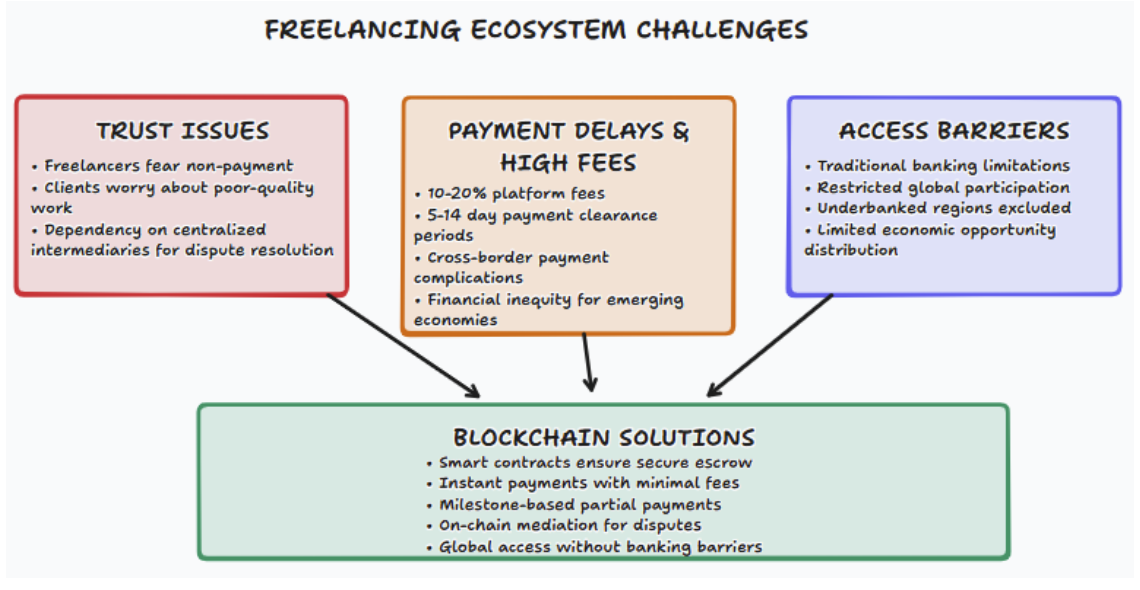 FREELANCING ECOSYSTEM CHALLENGES
TRUST ISSUES
• Freelancers fear non-payment
• Clients worry about poor-quality
work
• Dependency on centralized
intermediaries for dispute resolution
PAYMENT DELAYS &
HIGH FEES
• 10-20% platform fees
• 5-14 day payment clearance
periods
• Cross-border payment
complications
• Financial inequity for emerging
economies
ACCESS BARRIERS
• Traditional banking limitations
• Restricted global participation
• Underbanked regions excluded
• Limited economic opportunity
distribution
BLOCKCHAIN SOLUTIONS
• Smart contracts ensure secure escrow
• Instant payments with minimal fees
• Milestone-based partial payments
• On-chain mediation for disputes
• Global access without banking barriers